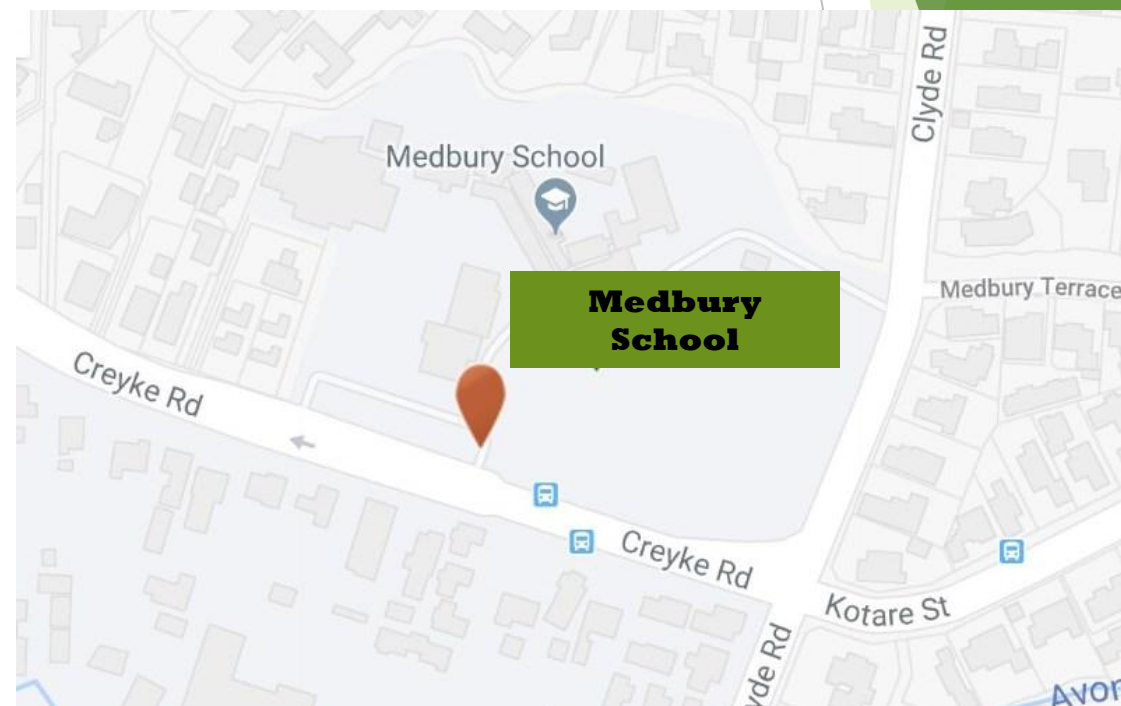 Clyde Rd
Medbury School
Medbury
School
Medbury Terrace
Creyke Rd
Creyke Rd
Kotare St
yde Rd
Avon